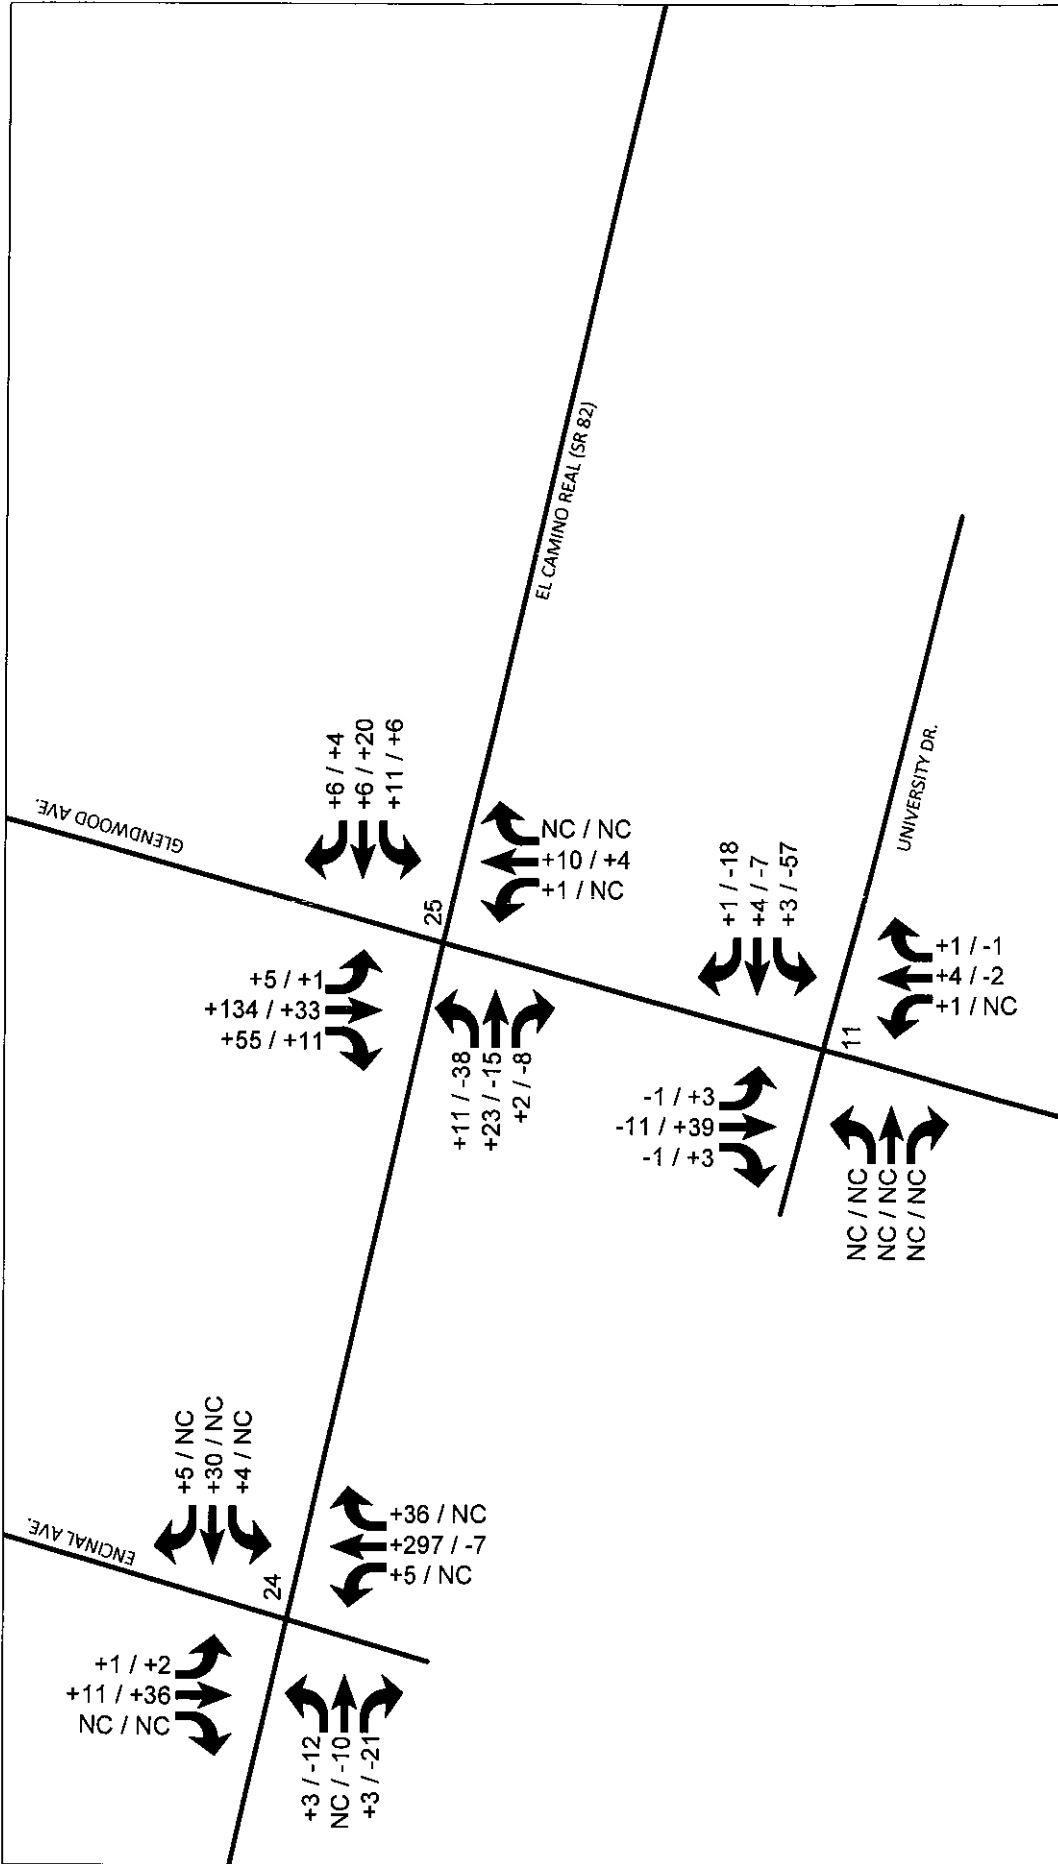 GLENDWOOD AVE.
+6 / +4
+6 / +20
+11 / +6
25
EL CAMINO REAL (SR 82)
+5 / +1
+134 / +33
+55 / +11
NC / NC
+10 / +4
+1 / NC
+11 / -38
+23 / -15
+2 / -8
+1 / -18
+4 / -7
+3 / -57
UNIVERSITY DR.
+1 / -1
+4 / -2
+1 / NC
11
-1 / +3
-11 / +39
-1 / +3
NC / NC
NC / NC
NC / NC
+5 / NC
+30 / NC
+4 / NC
ENCINAL AVE.
24
+36 / NC
+297 / -7
+5 / NC
+1 / +2
+11 / +36
NC / NC
+3 / -12
NC / -10
+3 / -21